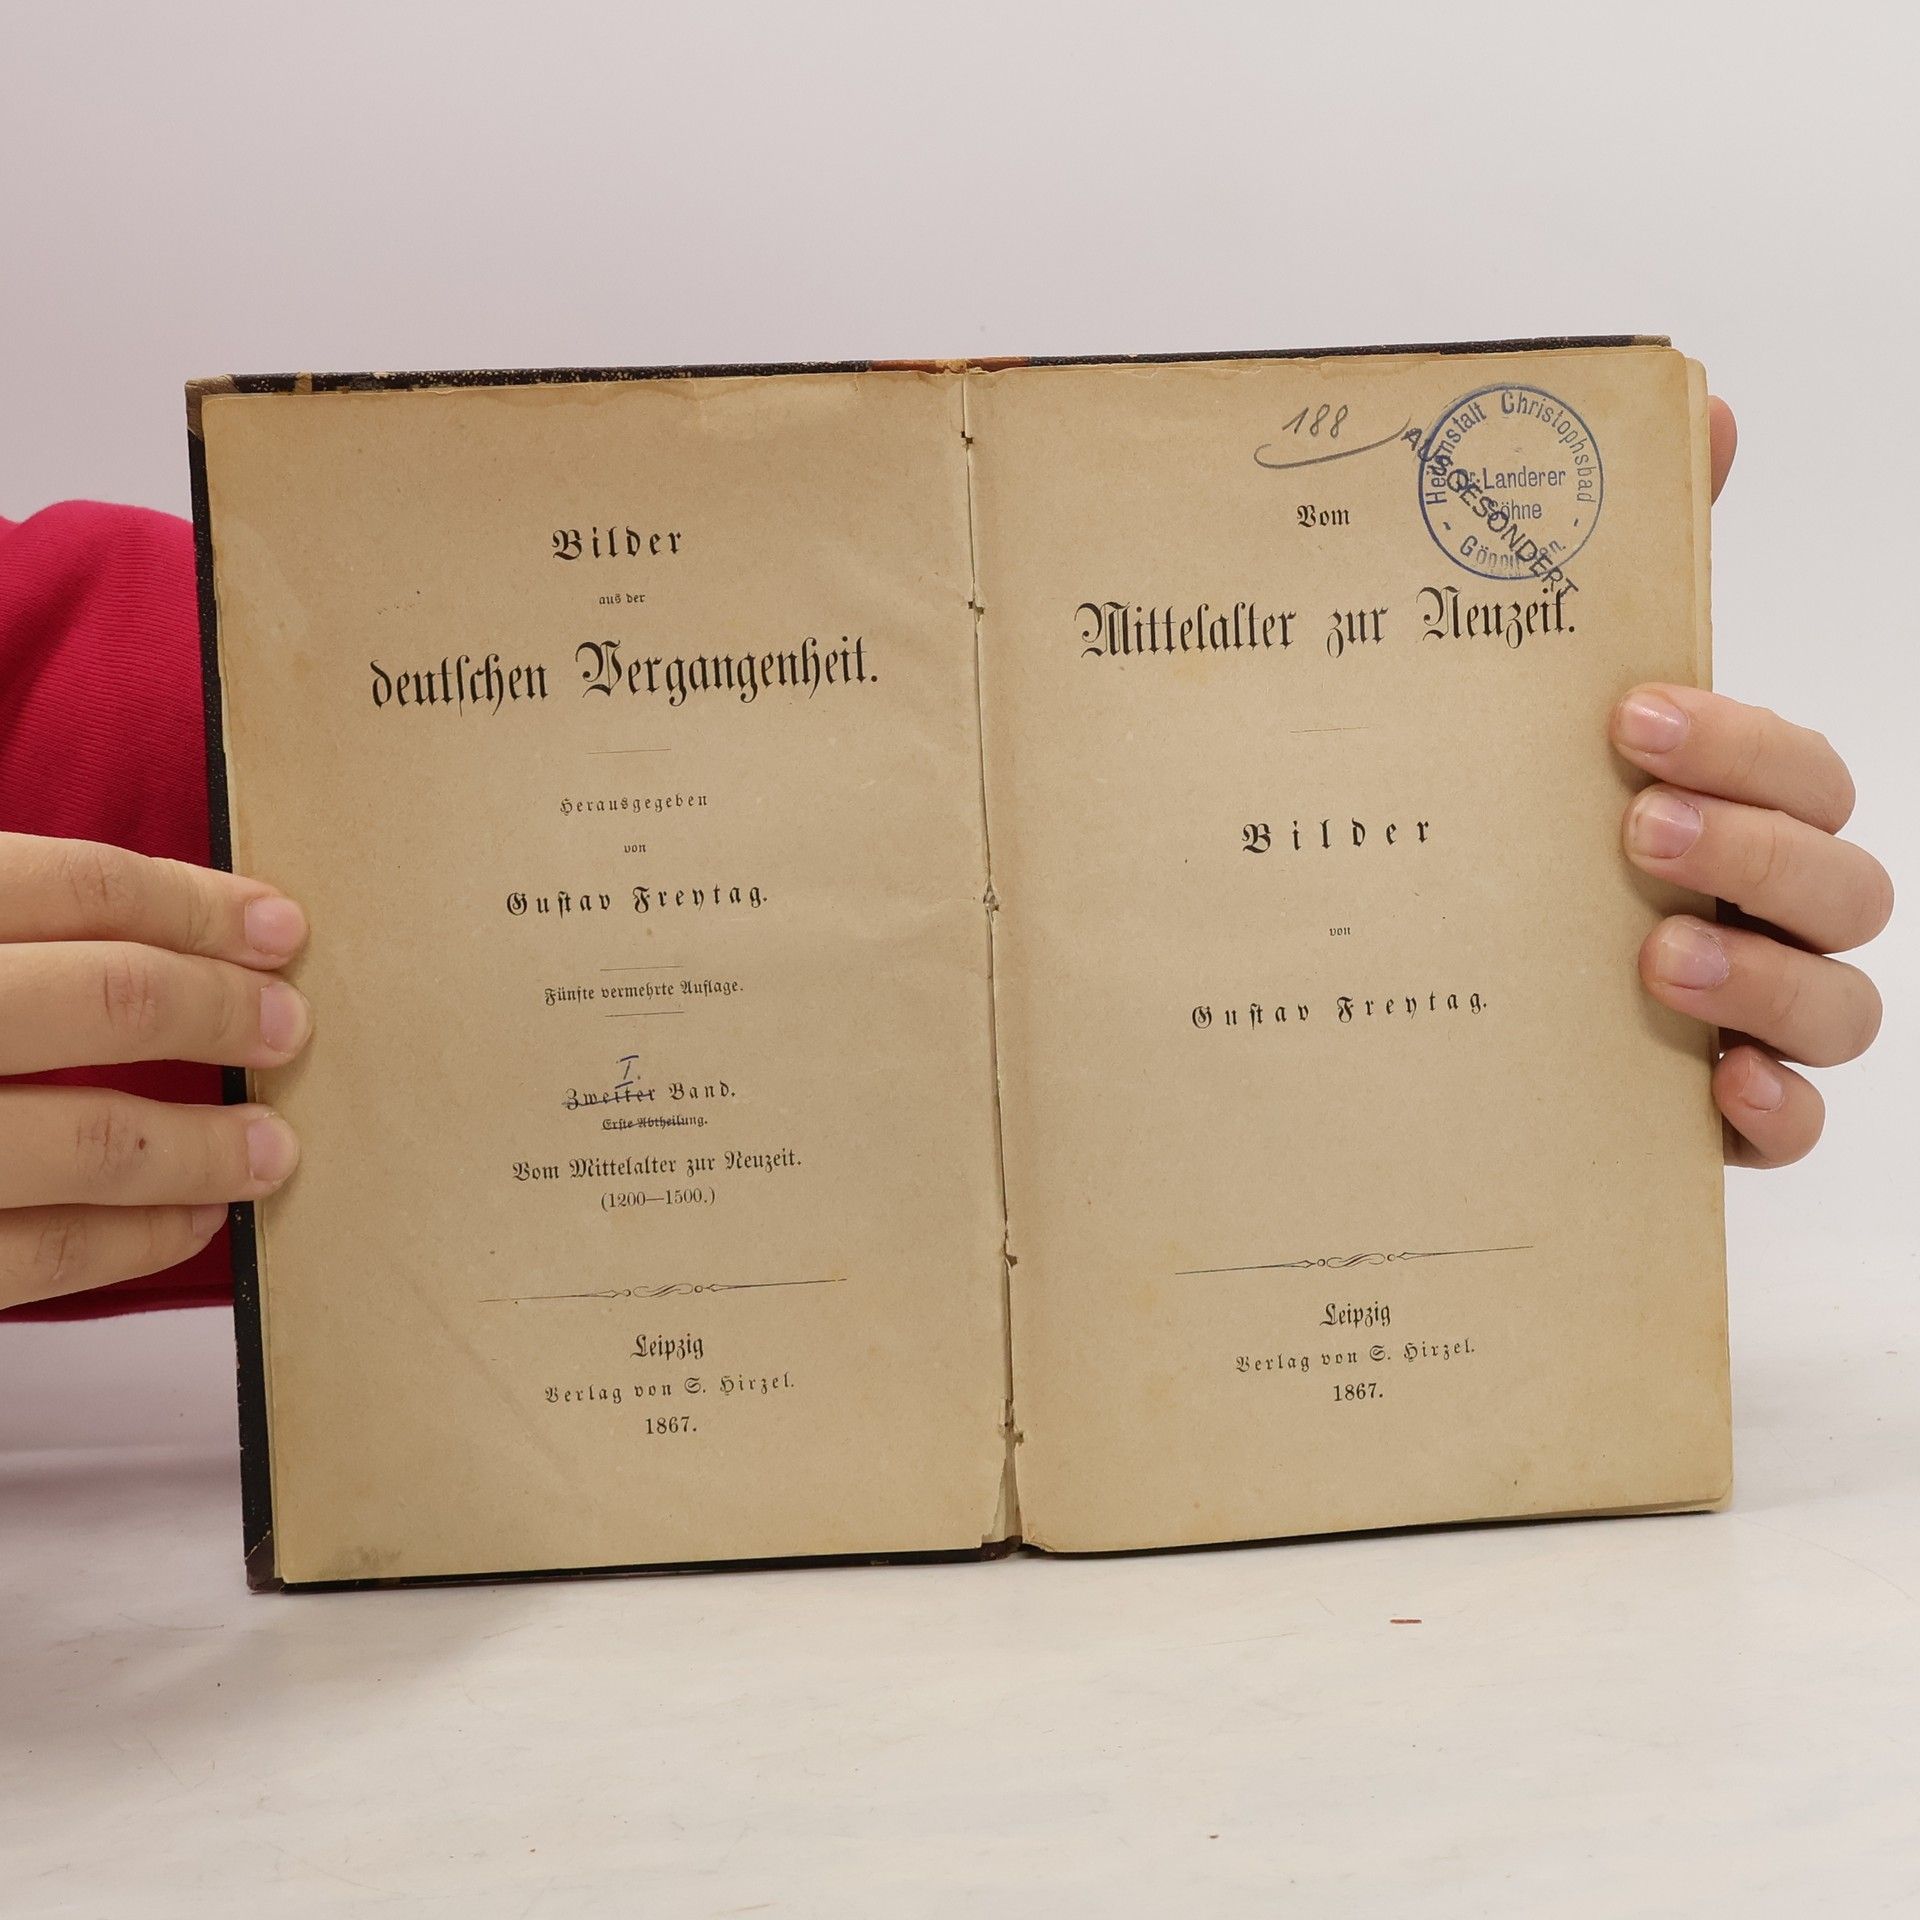 Bilder
aus der
deutschen Vergangenheit.
Herausgegeben
von
Gustav Freytag.
Fünfte vermehrte Auflage.
I.
Zweiter Band.
Erste Abtheilung.
Vom Mittelalter zur Neuzeit.
(1200—1500.)
Leipzig
Verlag von S. Hirzel.
1867.
188
Heilanstalt Christophsbad
Dr. Landerer
Söhne
- Göppingen. -
AUSGESONDERT
Vom
Mittelalter zur Neuzeit.
Bilder
von
Gustav Freytag.
Leipzig
Verlag von S. Hirzel.
1867.